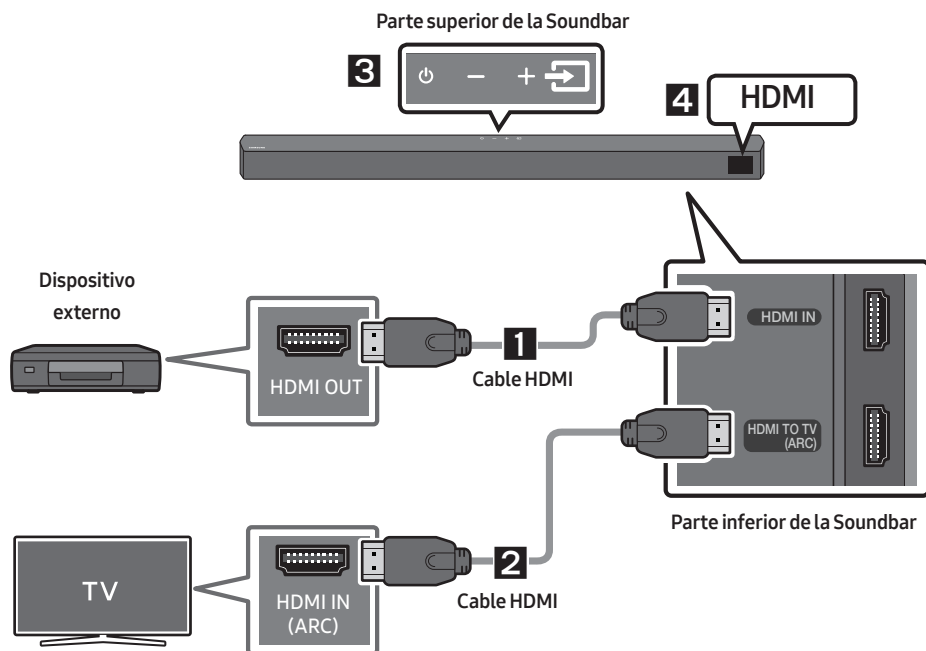 Parte superior de la Soundbar
3
4
HDMI
Dispositivo
externo
HDMI OUT
1
Cable HDMI
HDMI IN
HDMI TO TV
(ARC)
Parte inferior de la Soundbar
TV
HDMI IN
(ARC)
2
Cable HDMI